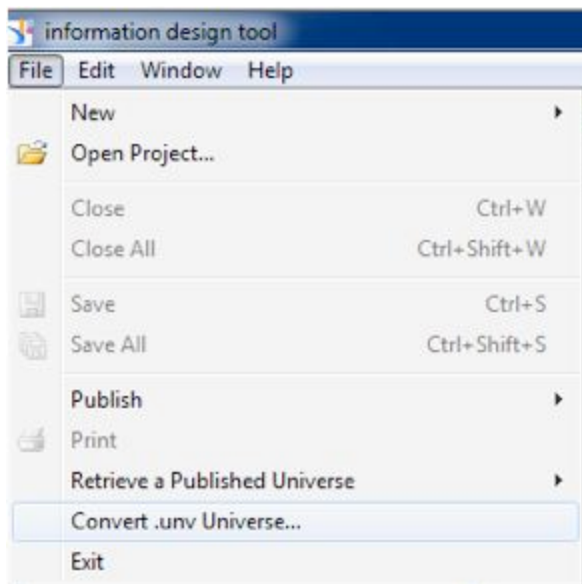 information design tool
File Edit Window Help
New
Open Project...
Close Ctrl+W
Close All Ctrl+Shift+W
Save Ctrl+S
Save All Ctrl+Shift+S
Publish
Print
Retrieve a Published Universe
Convert .unv Universe...
Exit